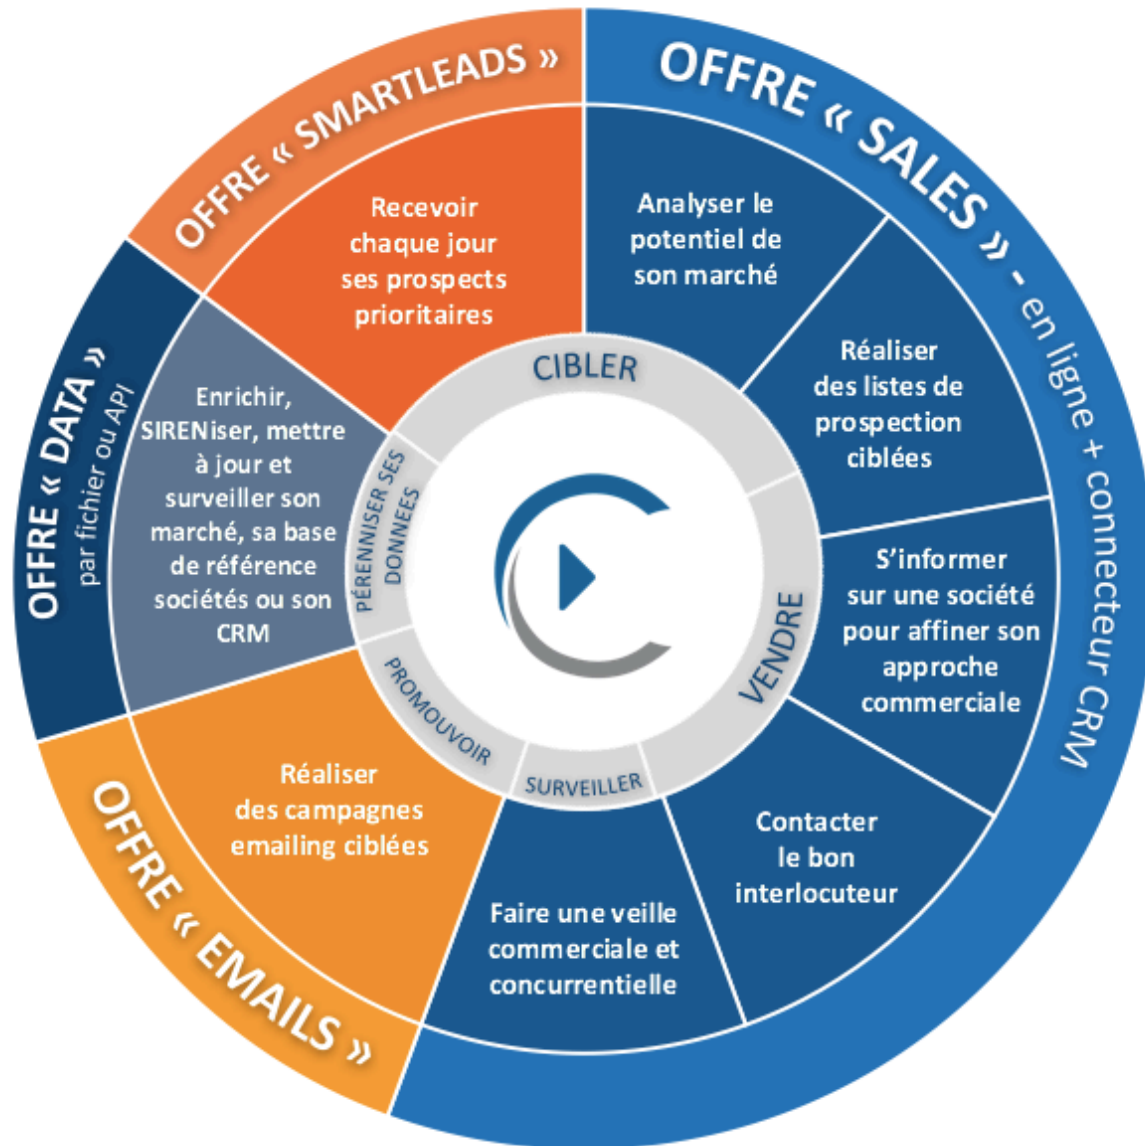 OFFRE « SMARTLEADS »
Recevoir
chaque jour
ses prospects
prioritaires
OFFRE « SALES » - en ligne + connecteur CRM
Analyser le
potentiel de
son marché
Réaliser
des listes de
prospection
ciblées
S’informer
sur une société
pour affiner son
approche
commerciale
Contacter
le bon
interlocuteur
Faire une veille
commerciale et
concurrentielle
OFFRE « EMAILS »
Réaliser
des campagnes
emailing ciblées
OFFRE « DATA »
par fichier ou API
Enrichir,
SIRENiser, mettre
à jour et
surveiller son
marché, sa base
de référence
sociétés ou son
CRM
CIBLER
VENDRE
SURVEILLER
PROMOUVOIR
PÉRENNISER SES
DONNEES